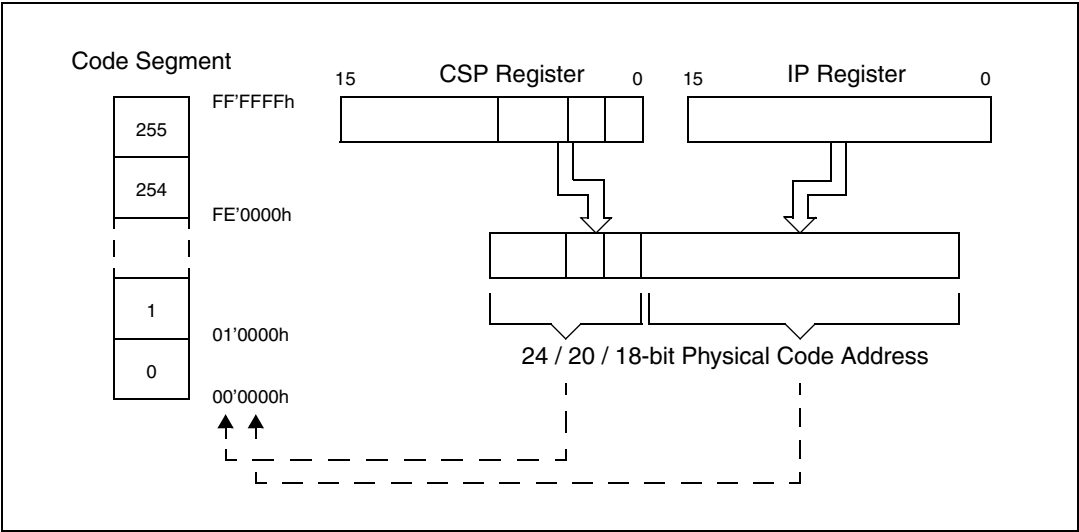 Code Segment
255
254
1
0
FF'FFFFh
FE'0000h
01'0000h
00'0000h
15 CSP Register 0
15 IP Register 0
24 / 20 / 18-bit Physical Code Address